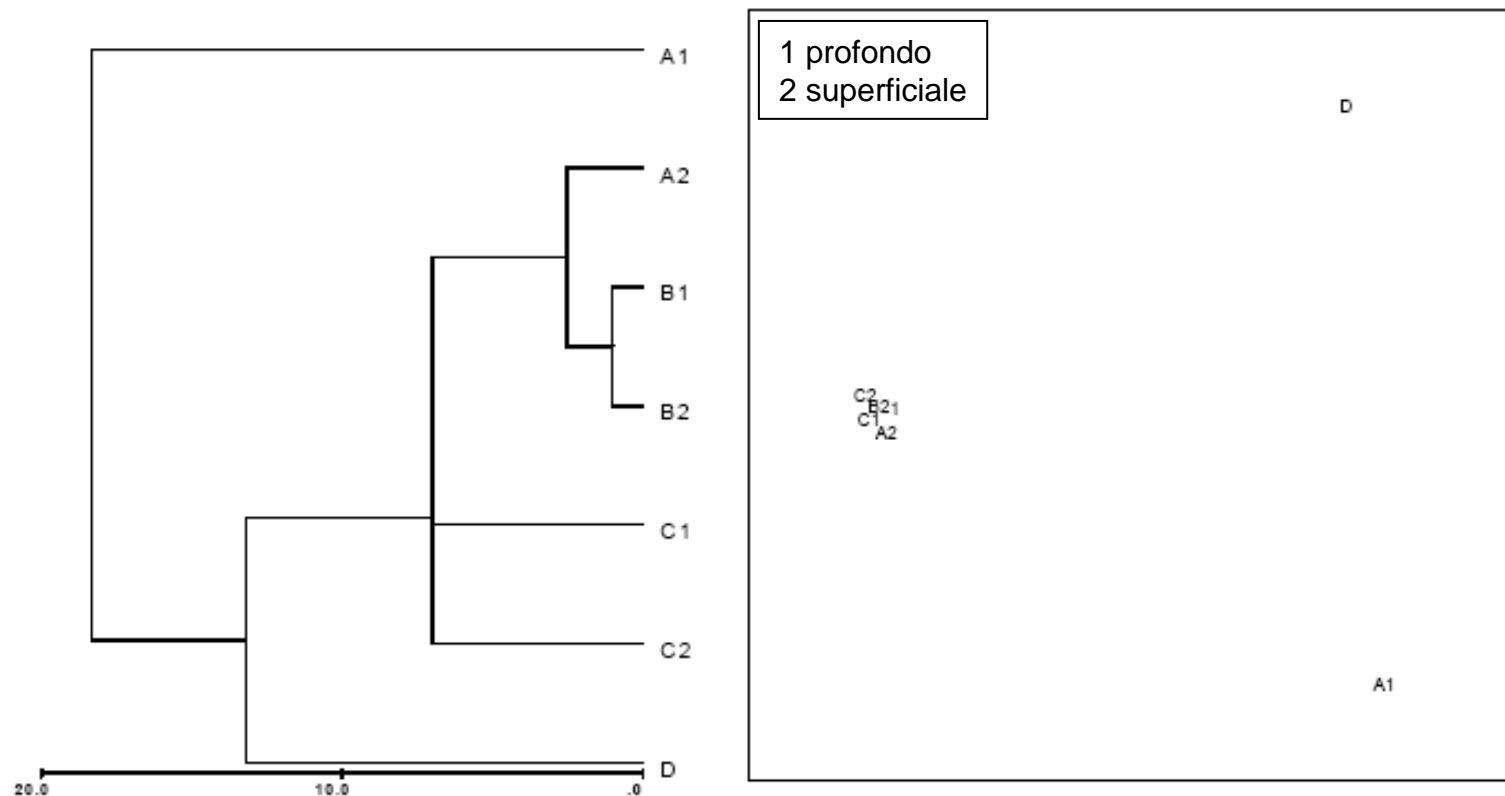 A1
A2
B1
B2
C1
C2
D
20.0 10.0 .0
1 profondo
2 superficiale
D
C2
B2 1
C1
A2
A1